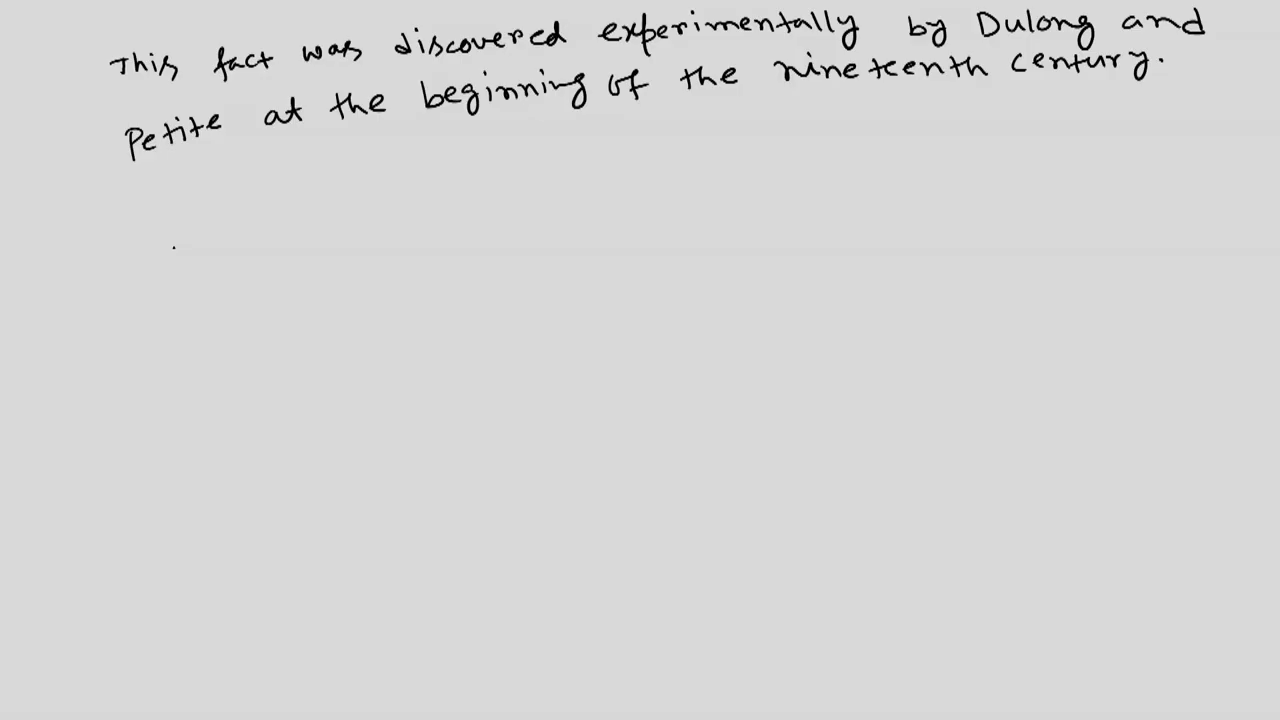 This fact was discovered experimentally by Dulong and
Petite at the beginning of the nineteenth century.